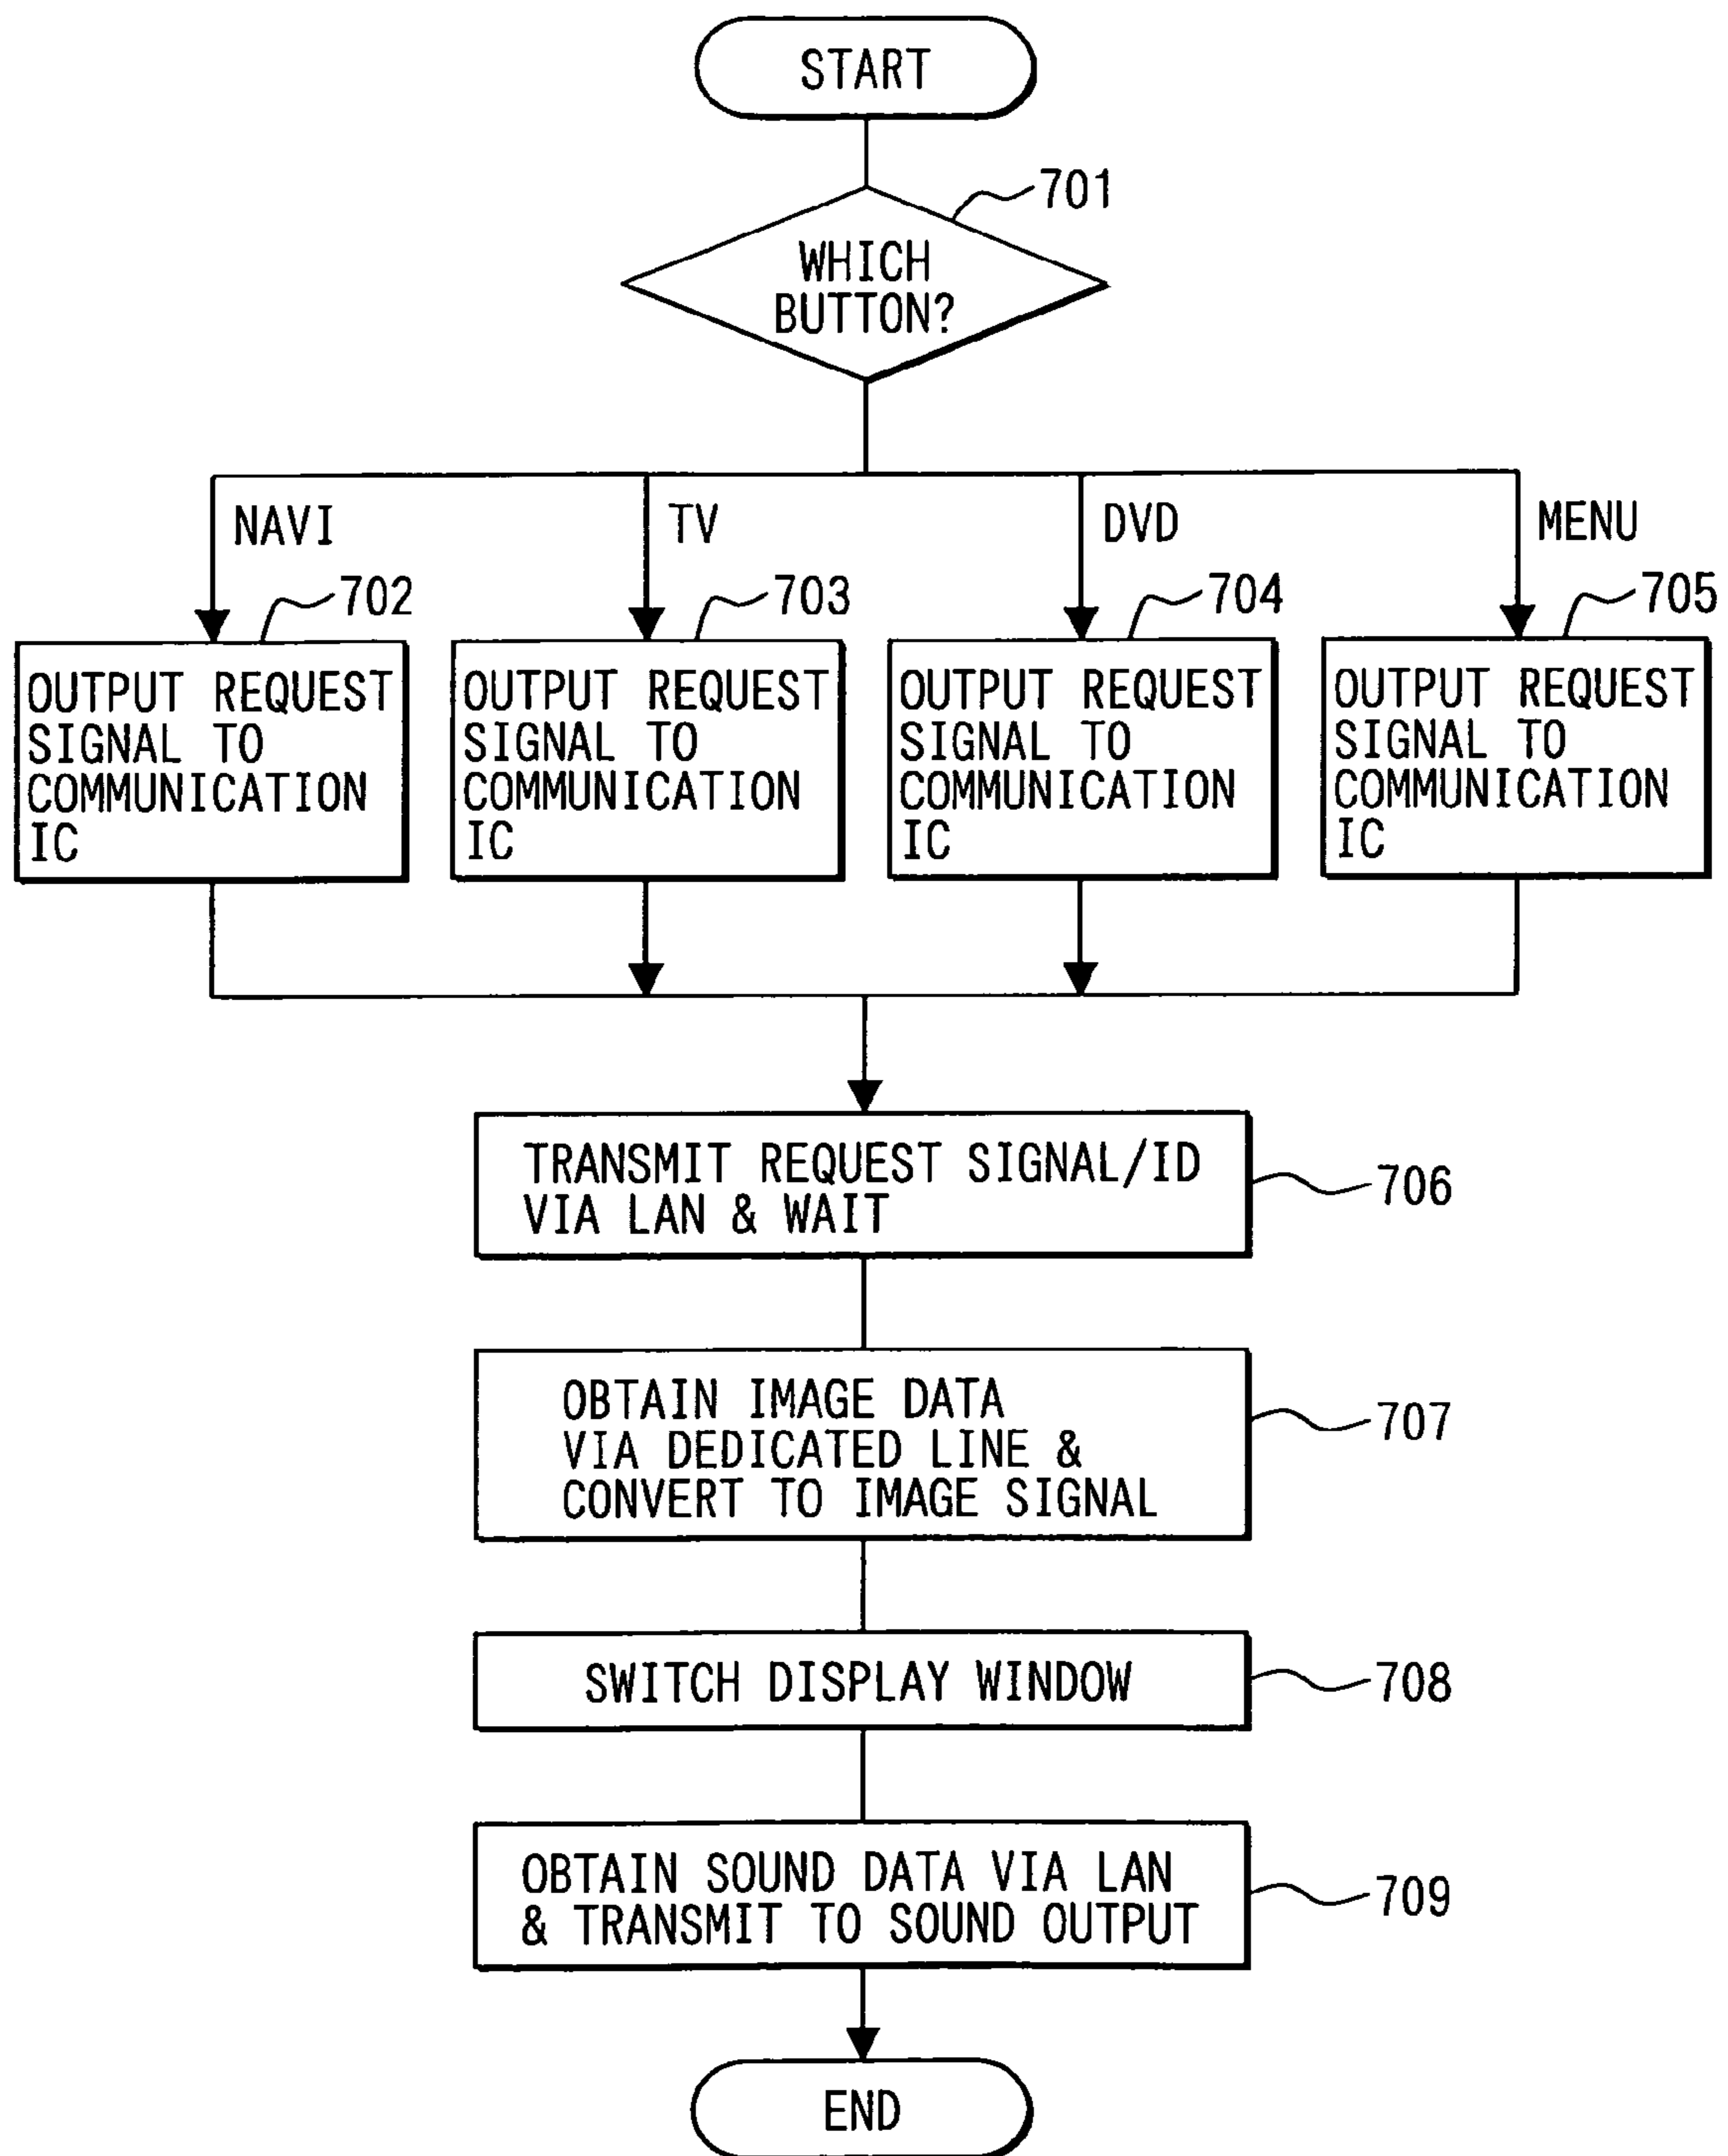 START
701
WHICH
BUTTON?
NAVI
TV
DVD
MENU
702
703
704
705
OUTPUT REQUEST
SIGNAL TO
COMMUNICATION
IC
OUTPUT REQUEST
SIGNAL TO
COMMUNICATION
IC
OUTPUT REQUEST
SIGNAL TO
COMMUNICATION
IC
OUTPUT REQUEST
SIGNAL TO
COMMUNICATION
IC
TRANSMIT REQUEST SIGNAL/ID
VIA LAN & WAIT
706
OBTAIN IMAGE DATA
VIA DEDICATED LINE &
CONVERT TO IMAGE SIGNAL
707
SWITCH DISPLAY WINDOW
708
OBTAIN SOUND DATA VIA LAN
& TRANSMIT TO SOUND OUTPUT
709
END